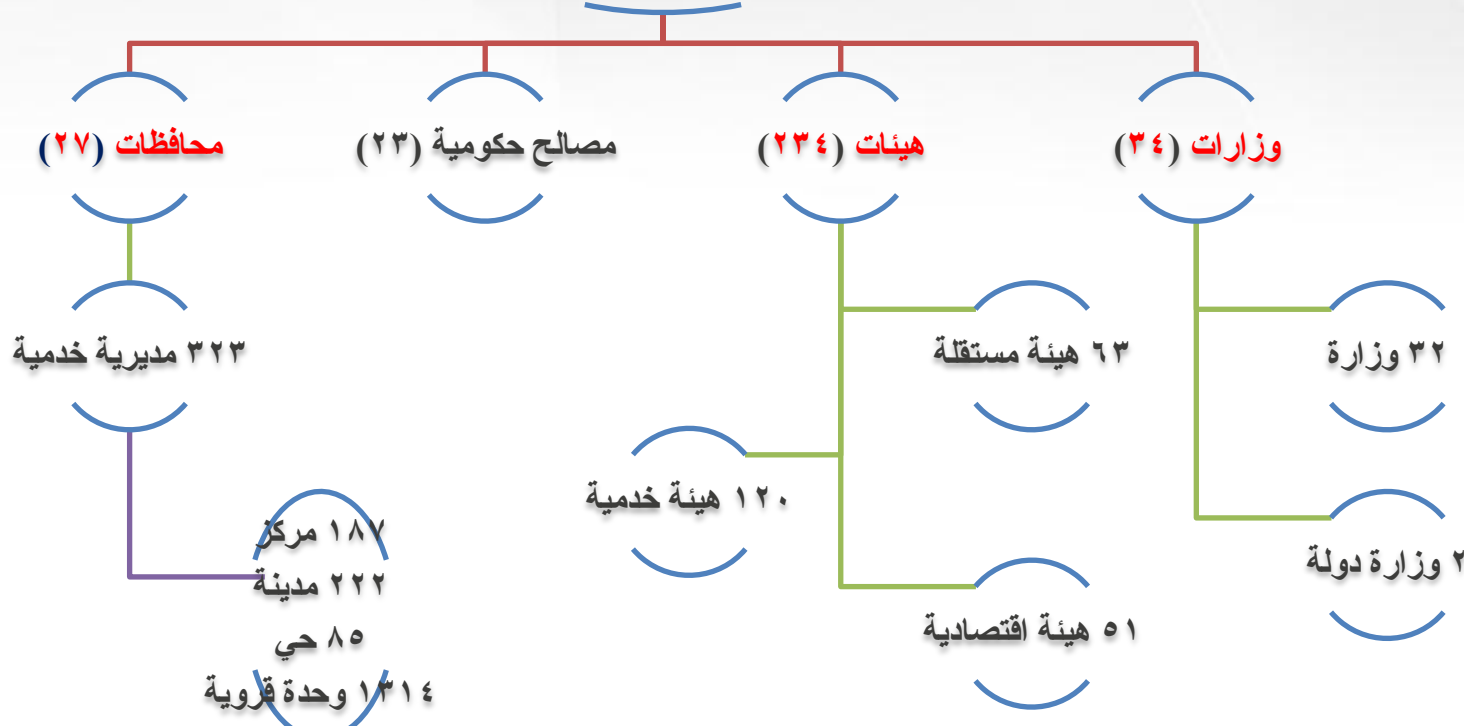 وزارات (٣٤)
هيئات (٢٣٤)
مصالح حكومية (٢٣)
محافظات (٢٧)
٣٢ وزارة
٦٣ هيئة مستقلة
٣٢٣ مديرية خدمية
١٢٠ هيئة خدمية
٢ وزارة دولة
٥١ هيئة اقتصادية
١٨٧ مركز
٢٢٢ مدينة
٨٥ حي
١٣١٤ وحدة قروية